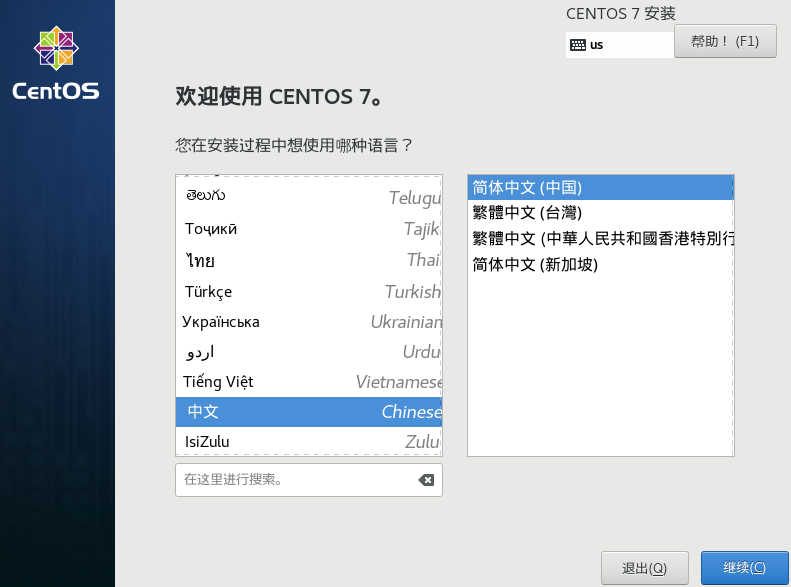 CentOS
CENTOS 7 安装
us
帮助！ (F1)
欢迎使用 CENTOS 7。
您在安装过程中想使用哪种语言？
తెలుగు Telugu
Тоҷикӣ Tajik
ไทย Thai
Türkçe Turkish
Українська Ukrainian
اردو Urdu
Tiếng Việt Vietnamese
中文 Chinese
IsiZulu Zulu
简体中文 (中国)
繁體中文 (台灣)
繁體中文 (中華人民共和國香港特別行
简体中文 (新加坡)
在这里进行搜索。
退出(Q)
继续(C)